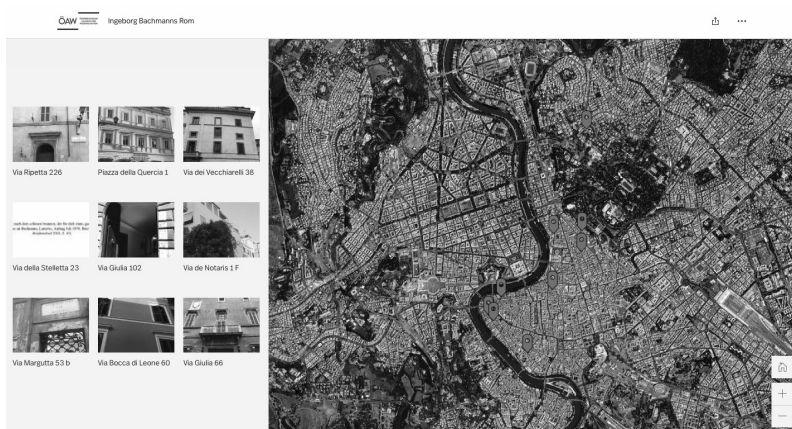 ÖAW
Ingeborg Bachmanns Rom
Via Ripetta 226
Piazza della Quercia 1
Via dei Vecchiarelli 38
Via della Stelletta 23
Via Giulia 102
Via de Notaris 1 F
Via Margutta 53 b
Via Bocca di Leone 60
Via Giulia 66